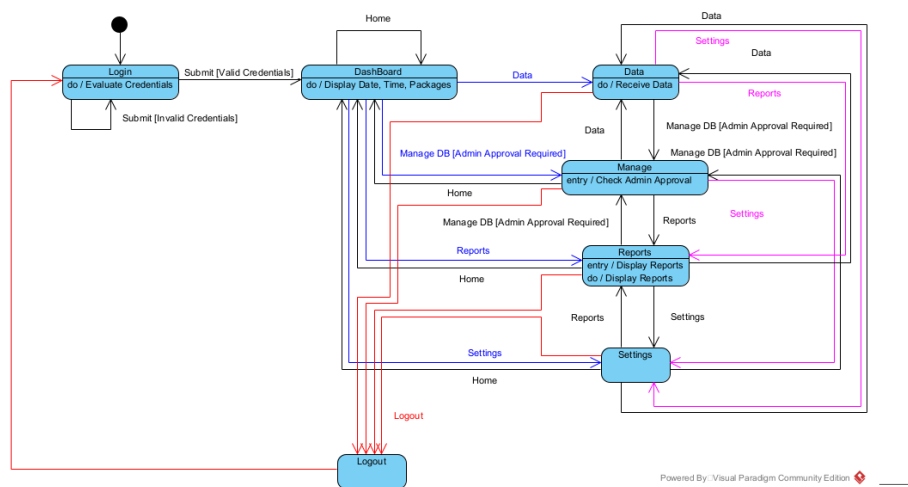 Home
Data
Settings
Data
Login
do / Evaluate Credentials
Submit [Valid Credentials]
DashBoard
do / Display Date, Time, Packages
Data
Data
do / Receive Data
Reports
Submit [Invalid Credentials]
Data
Manage DB [Admin Approval Required]
Manage DB [Admin Approval Required]
Manage DB [Admin Approval Required]
Manage
entry / Check Admin Approval
Home
Manage DB [Admin Approval Required]
Reports
Settings
Reports
Reports
entry / Display Reports
do / Display Reports
Home
Reports
Settings
Settings
Settings
Home
Logout
Logout
Powered By Visual Paradigm Community Edition